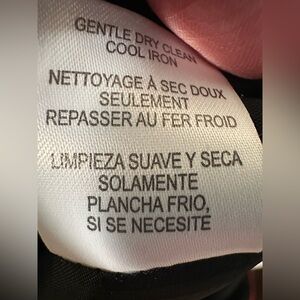 GENTLE DRY CLEAN
COOL IRON
NETTOYAGE À SEC DOUX
SEULEMENT
REPASSER AU FER FROID
LIMPIEZA SUAVE Y SECA
SOLAMENTE
PLANCHA FRIO,
SI SE NECESITÉ